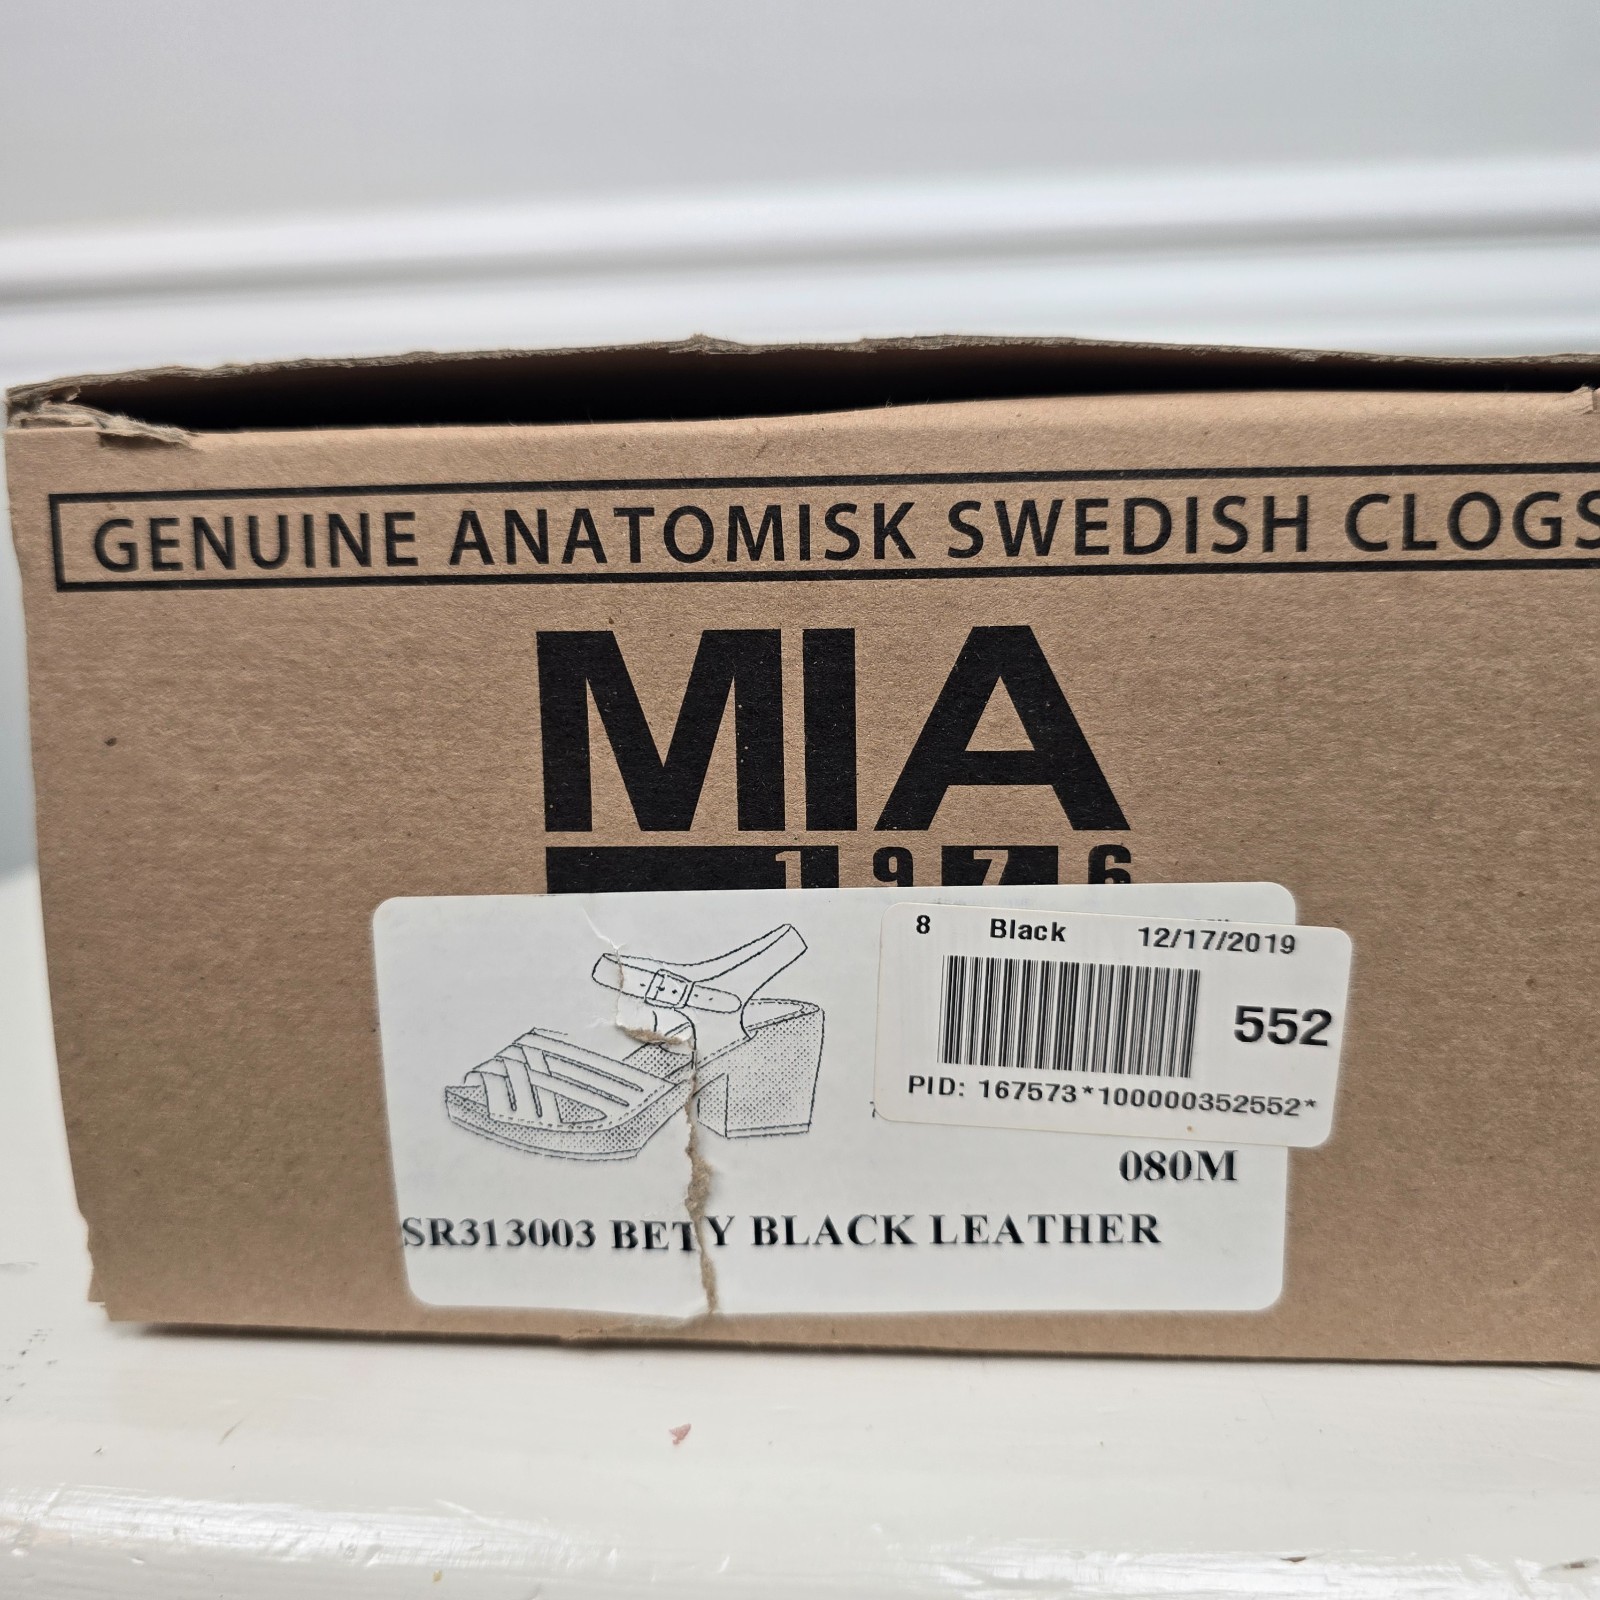 GENUINE ANATOMISK SWEDISH CLOGS
MIA
1976
8 Black 12/17/2019
552
PID: 167573*100000352552*
080M
SR313003 BETY BLACK LEATHER